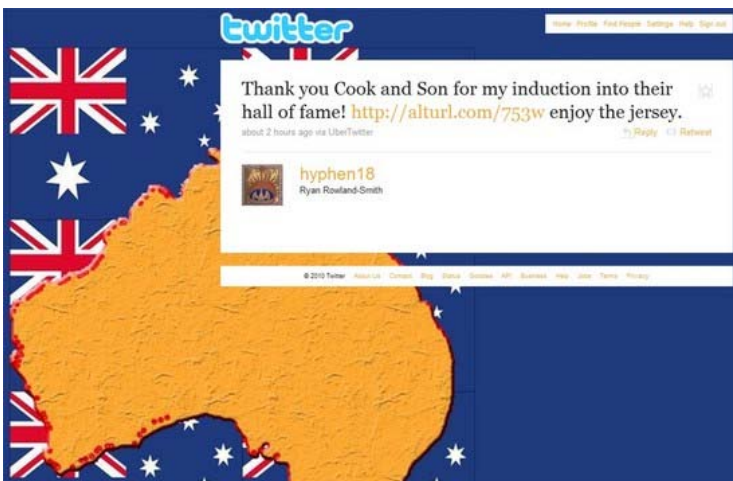 twitter
Home Profile Find People Settings Help Sign out
Thank you Cook and Son for my induction into their
hall of fame! http://alturl.com/753w enjoy the jersey.
about 2 hours ago via UberTwitter
Reply Retweet
hyphen18
Ryan Rowland-Smith
© 2010 Twitter About Us Contact Blog Status Goodies API Business Help Jobs Terms Privacy